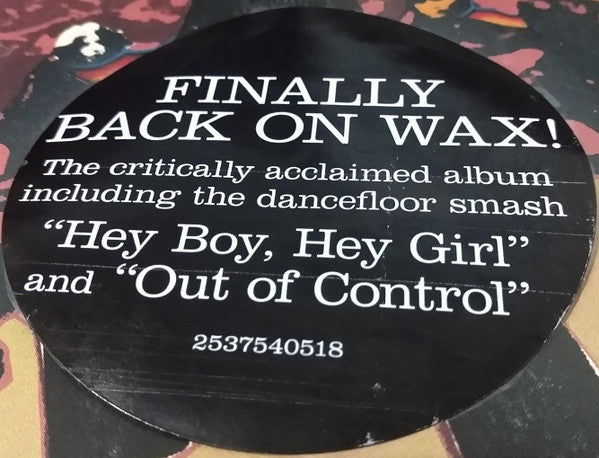 FINALLY
BACK ON WAX!
The critically acclaimed album
including the dancefloor smash
“Hey Boy, Hey Girl”
and “Out of Control”
2537540518